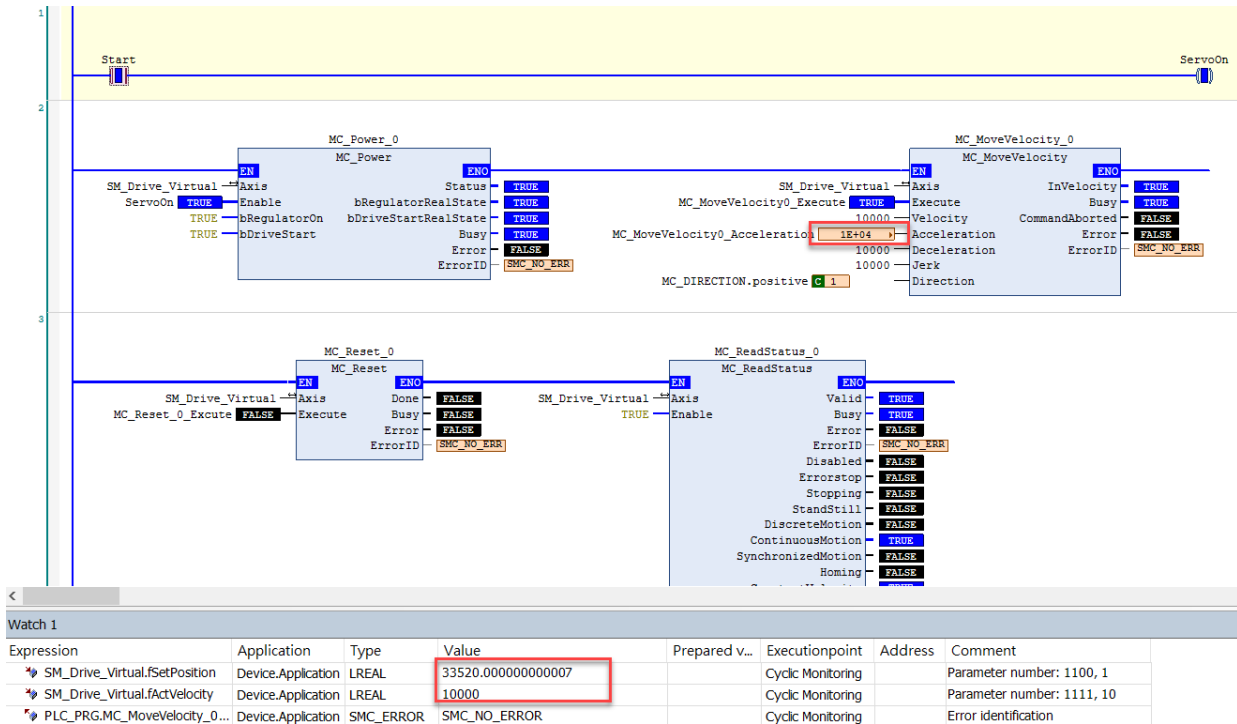 1
Start
ServoOn
2
MC_Power_0
MC_Power
EN ENO
SM_Drive_Virtual Axis Status TRUE
ServoOn TRUE Enable bRegulatorRealState TRUE
TRUE bRegulatorOn bDriveStartRealState TRUE
TRUE bDriveStart Busy TRUE
Error FALSE
ErrorID SMC_NO_ERR
MC_MoveVelocity_0
MC_MoveVelocity
EN ENO
SM_Drive_Virtual Axis InVelocity TRUE
MC_MoveVelocity0_Execute TRUE Execute Busy TRUE
10000 Velocity CommandAborted FALSE
MC_MoveVelocity0_Acceleration 1E+04 Acceleration Error FALSE
10000 Deceleration ErrorID SMC_NO_ERR
10000 Jerk
MC_DIRECTION.positive C 1 Direction
3
MC_Reset_0
MC_Reset
EN ENO
SM_Drive_Virtual Axis Done FALSE
MC_Reset_0_Excute FALSE Execute Busy FALSE
Error FALSE
ErrorID SMC_NO_ERR
MC_ReadStatus_0
MC_ReadStatus
EN ENO
SM_Drive_Virtual Axis Valid TRUE
TRUE Enable Busy TRUE
Error FALSE
ErrorID SMC_NO_ERR
Disabled FALSE
Errorstop FALSE
Stopping FALSE
StandStill FALSE
DiscreteMotion FALSE
ContinuousMotion TRUE
SynchronizedMotion FALSE
Homing FALSE
Watch 1
Expression Application Type Value Prepared v... Executionpoint Address Comment
SM_Drive_Virtual.fSetPosition Device.Application LREAL 33520.000000000007 Cyclic Monitoring Parameter number: 1100, 1
SM_Drive_Virtual.fActVelocity Device.Application LREAL 10000 Cyclic Monitoring Parameter number: 1111, 10
PLC_PRG.MC_MoveVelocity_0... Device.Application SMC_ERROR SMC_NO_ERROR Cyclic Monitoring Error identification